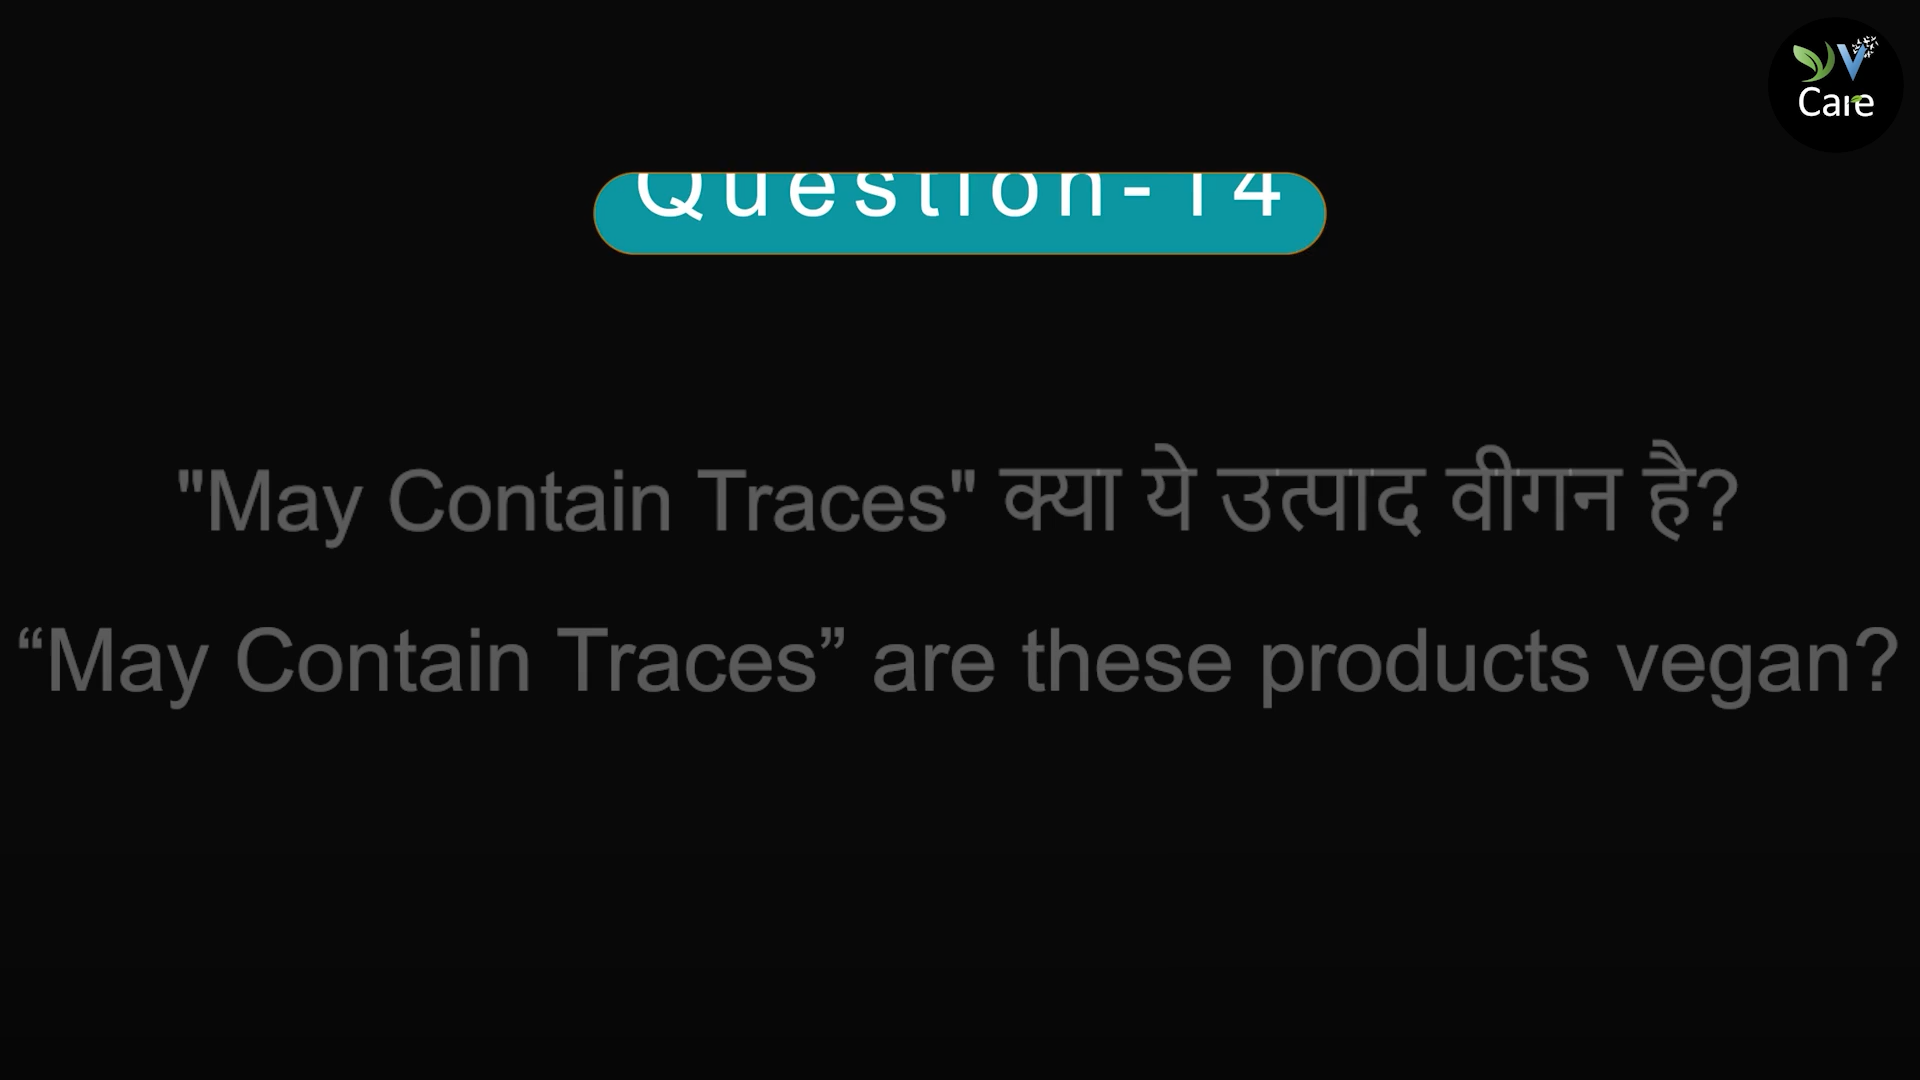 V
Care
Question-14
"May Contain Traces" क्या ये उत्पाद वीगन है?
“May Contain Traces” are these products vegan?